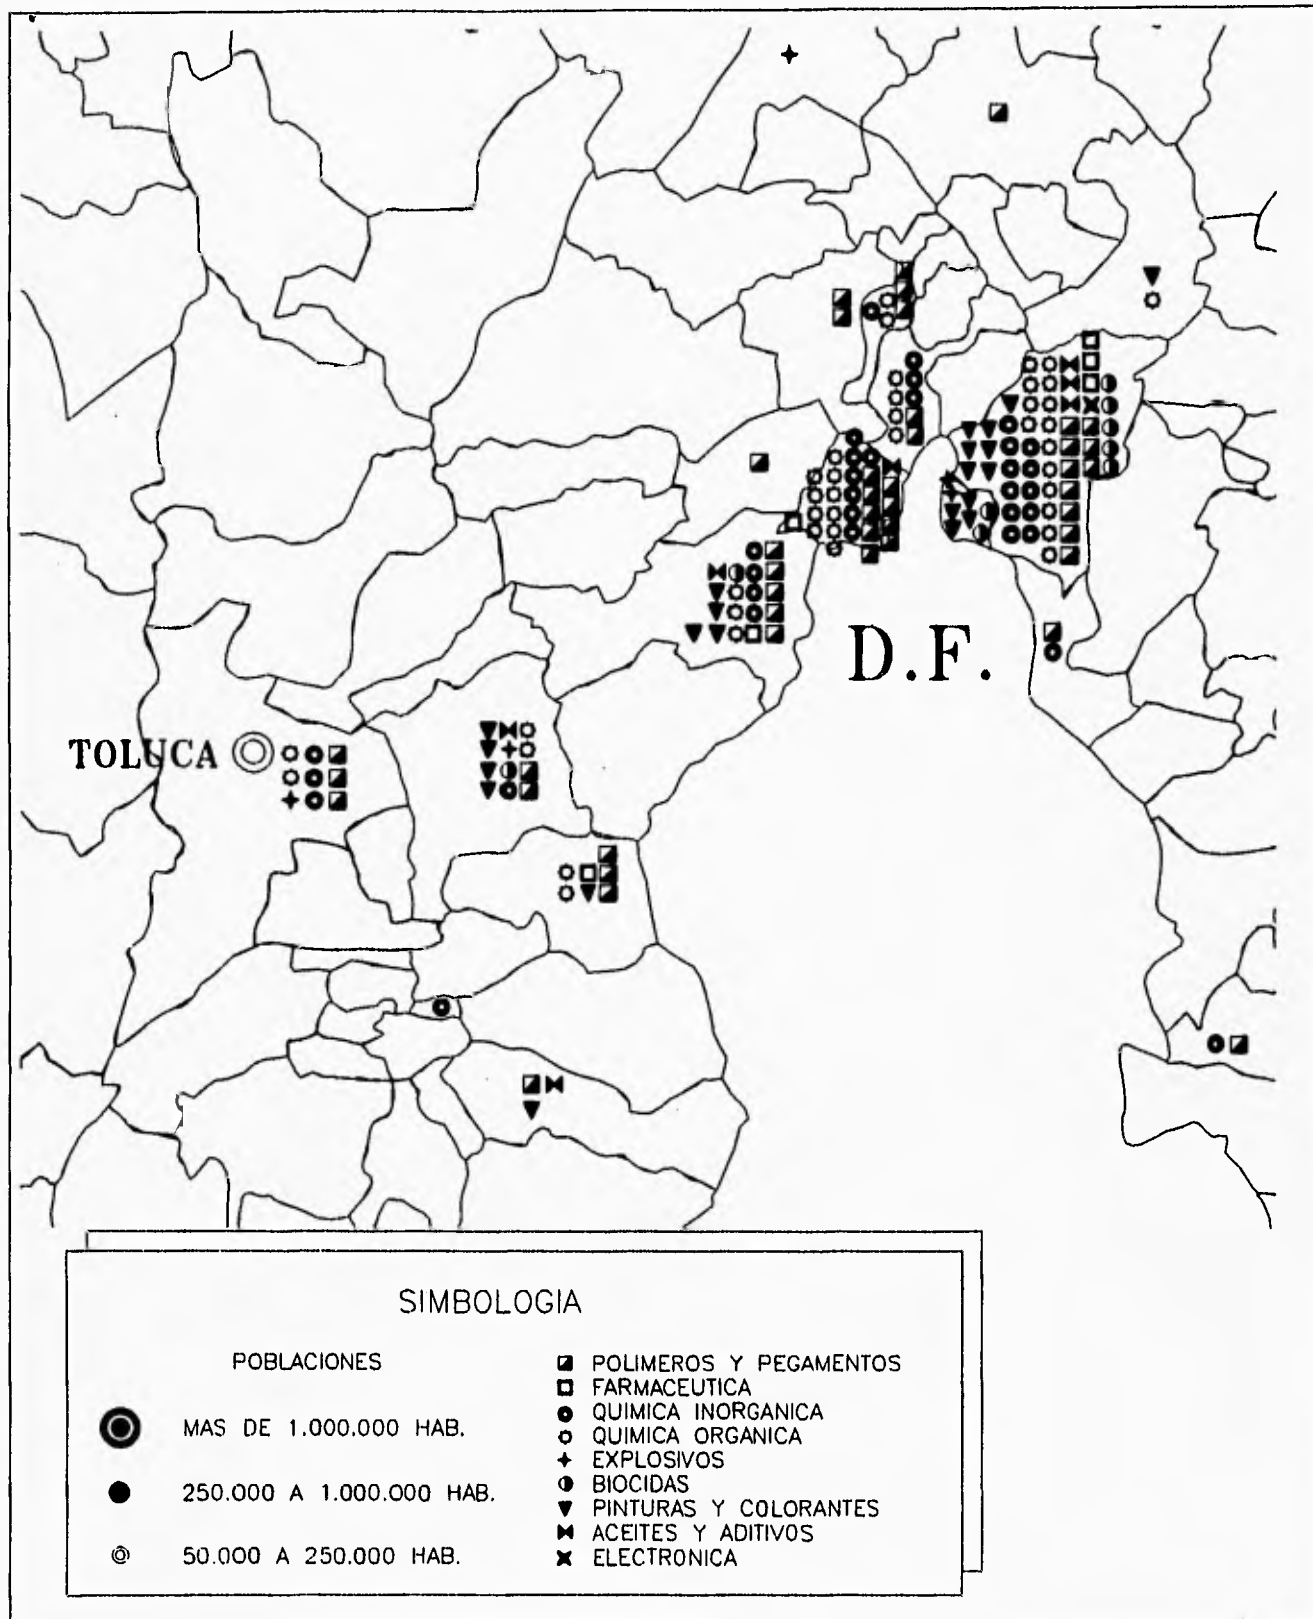 D.F.
TOLUCA
SIMBOLOGIA
POBLACIONES
MAS DE 1.000.000 HAB.
250.000 A 1.000.000 HAB.
50.000 A 250.000 HAB.
POLIMEROS Y PEGAMENTOS
FARMACEUTICA
QUIMICA INORGANICA
QUIMICA ORGANICA
EXPLOSIVOS
BIOCIDAS
PINTURAS Y COLORANTES
ACEITES Y ADITIVOS
ELECTRONICA